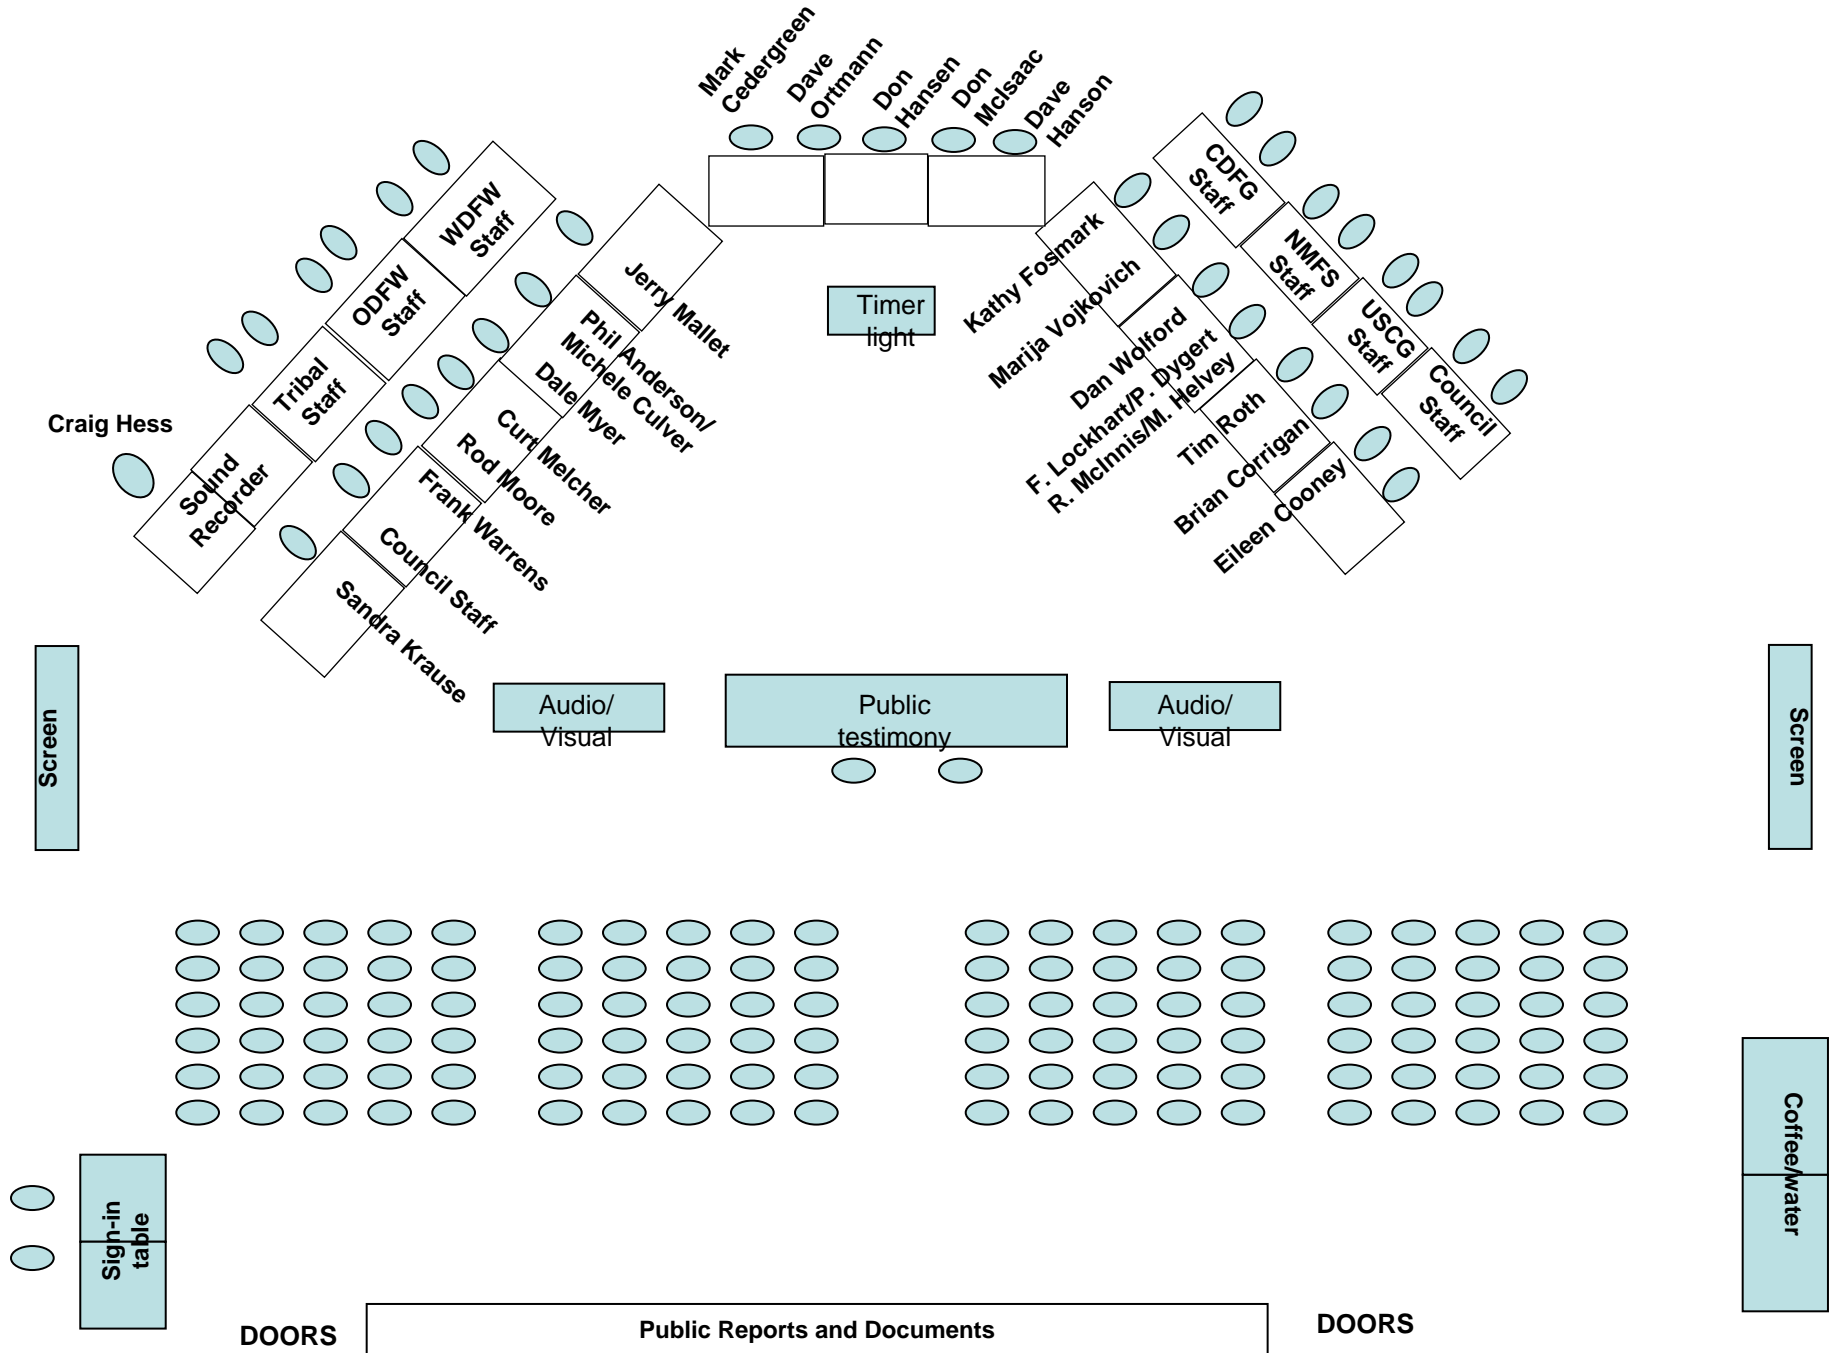 Mark
Cedergreen
Dave
Ortmann
Don
Hansen
Don
McIsaac
Dave
Hanson
WDFW
Staff
ODFW
Staff
Tribal
Staff
Sound
Recorder
Craig Hess
Jerry Mallet
Phil Anderson/
Michele Culver
Dale Myer
Curt Melcher
Rod Moore
Frank Warrens
Council Staff
Sandra Krause
Timer
light
Kathy Fosmark
Marija Vojkovich
Dan Wolford
F. Lockhart/P. Dygert
R. McInnis/M. Helvey
Tim Roth
Brian Corrigan
Eileen Cooney
CDFG
Staff
NMFS
Staff
USCG
Staff
Council
Staff
Screen
Audio/
Visual
Public
testimony
Audio/
Visual
Screen
Sign-in
table
Coffee/water
DOORS
Public Reports and Documents
DOORS